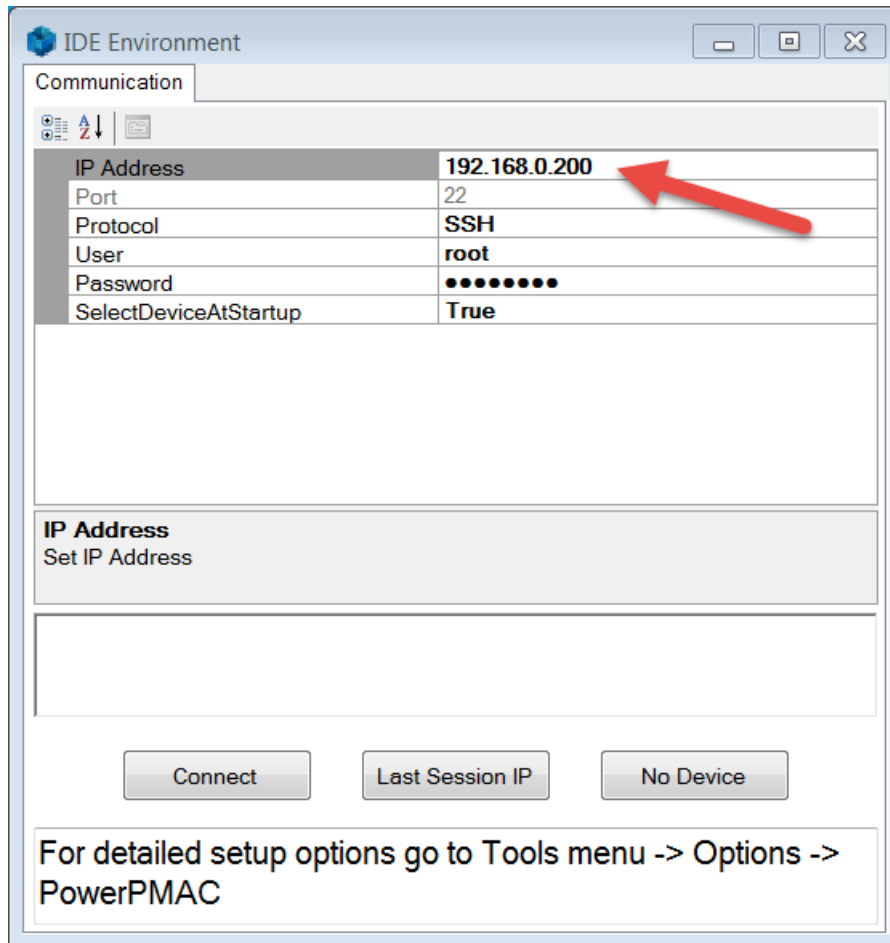 IDE Environment
Communication
IP Address 192.168.0.200
Port 22
Protocol SSH
User root
Password ●●●●●●●●
SelectDeviceAtStartup True
IP Address
Set IP Address
Connect Last Session IP No Device
For detailed setup options go to Tools menu -> Options ->
PowerPMAC